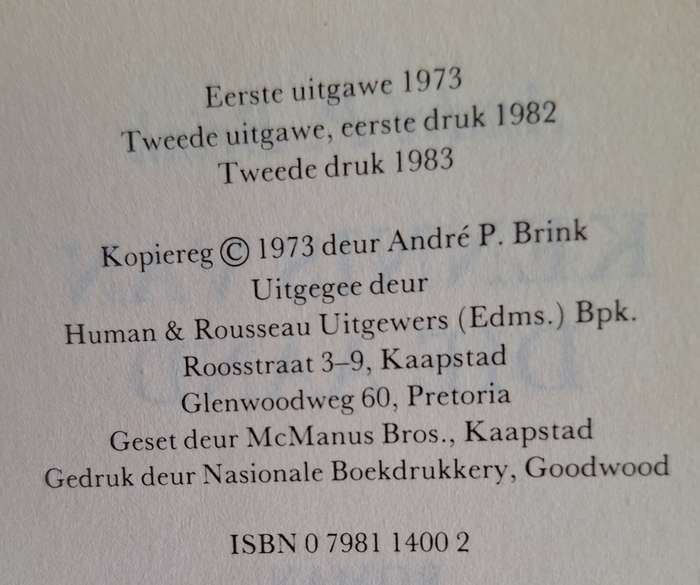 Eerste uitgawe 1973
Tweede uitgawe, eerste druk 1982
Tweede druk 1983
Kopiereg © 1973 deur André P. Brink
Uitgegee deur
Human & Rousseau Uitgewers (Edms.) Bpk.
Roosstraat 3–9, Kaapstad
Glenwoodweg 60, Pretoria
Geset deur McManus Bros., Kaapstad
Gedruk deur Nasionale Boekdrukkery, Goodwood
ISBN 0 7981 1400 2